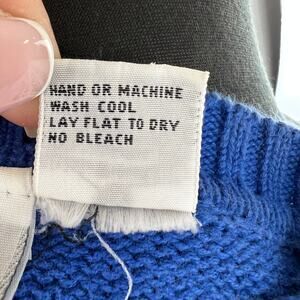 HAND OR MACHINE
WASH COOL
LAY FLAT TO DRY
NO BLEACH